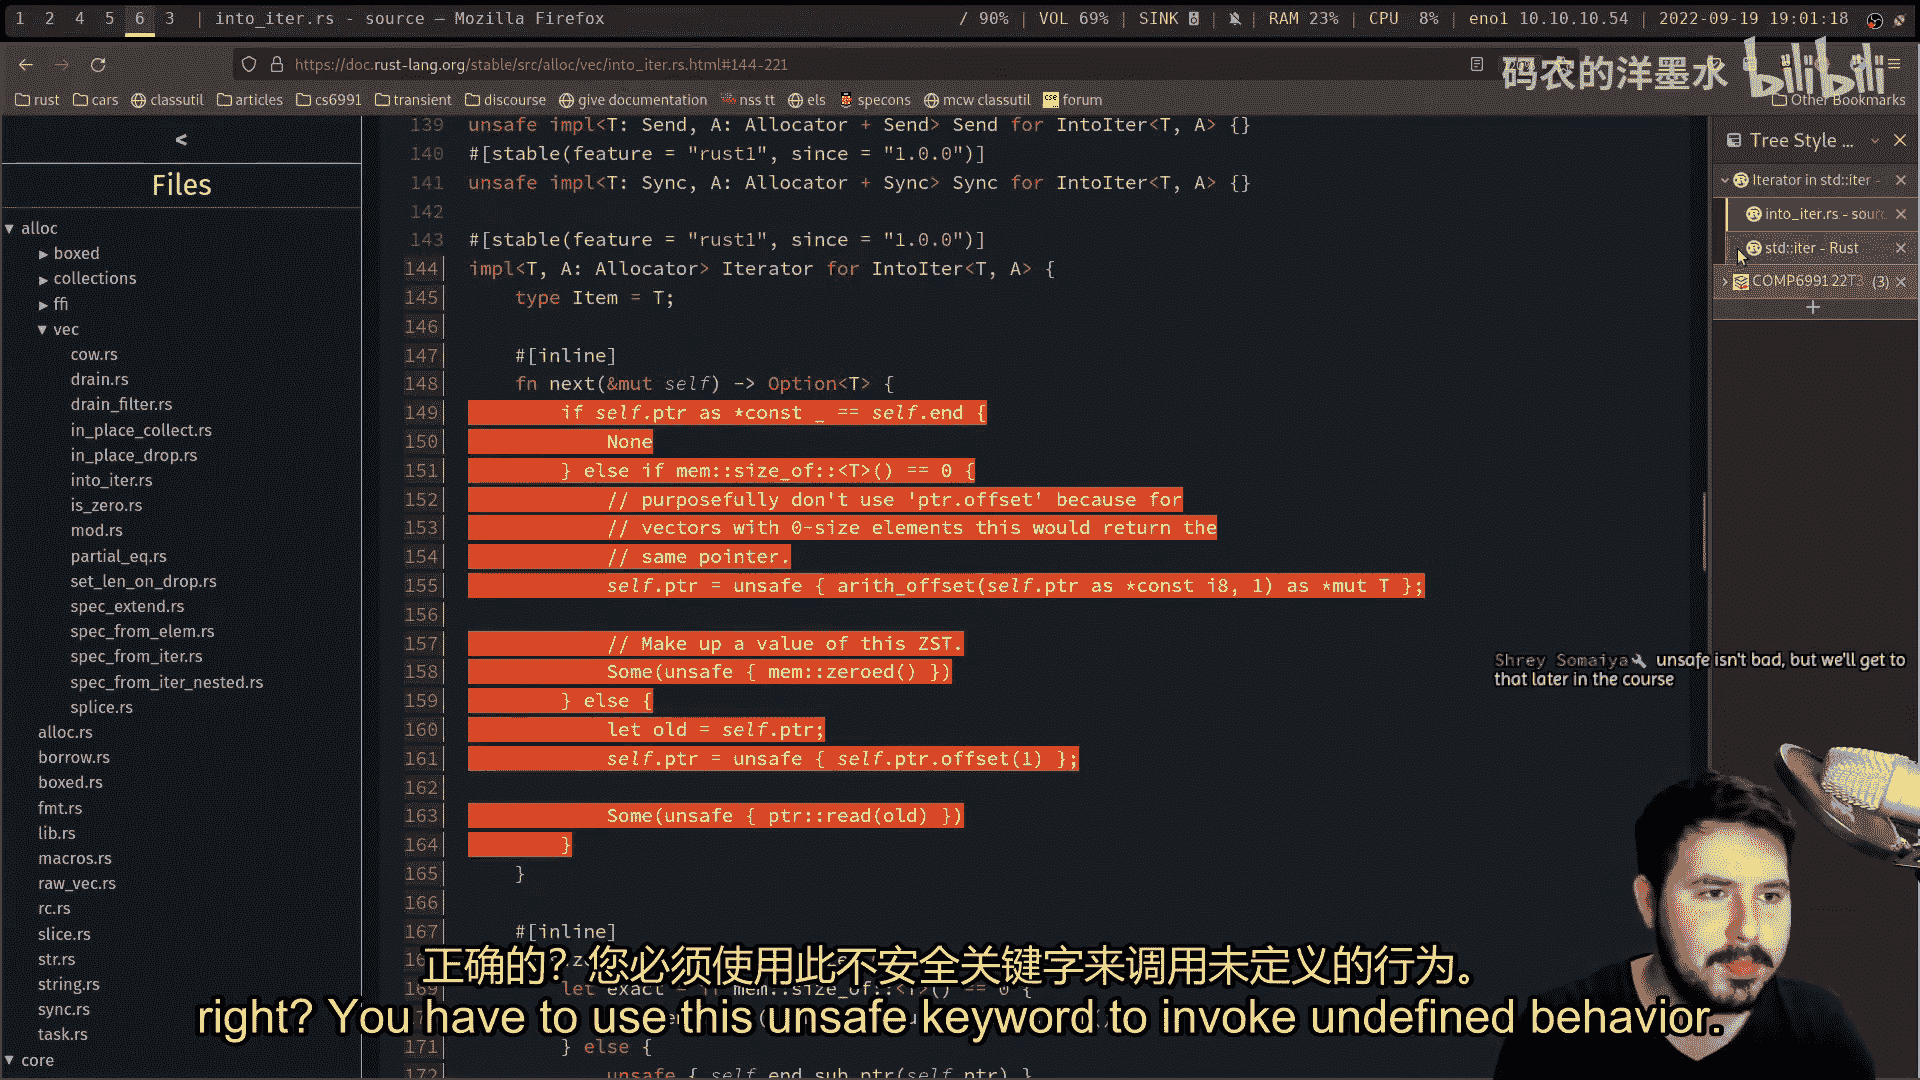 1 2 4 5 6 3 | into_iter.rs - source — Mozilla Firefox
/ 90% | VOL 69% | SINK | | RAM 23% | CPU 8% | eno1 10.10.10.54 | 2022-09-19 19:01:18
https://doc.rust-lang.org/stable/src/alloc/vec/into_iter.rs.html#144-221
码农的洋墨水 bilibili
rust cars classutil articles cs6991 transient discourse give documentation nss tt els specons mcw classutil forum
Other Bookmarks
<
Files
▼ alloc
▶ boxed
▶ collections
▶ ffi
▼ vec
cow.rs
drain.rs
drain_filter.rs
in_place_collect.rs
in_place_drop.rs
into_iter.rs
is_zero.rs
mod.rs
partial_eq.rs
set_len_on_drop.rs
spec_extend.rs
spec_from_elem.rs
spec_from_iter.rs
spec_from_iter_nested.rs
splice.rs
alloc.rs
borrow.rs
boxed.rs
fmt.rs
lib.rs
macros.rs
raw_vec.rs
rc.rs
slice.rs
str.rs
string.rs
sync.rs
task.rs
▼ core
139 unsafe impl<T: Send, A: Allocator + Send> Send for IntoIter<T, A> {}
140 #[stable(feature = "rust1", since = "1.0.0")]
141 unsafe impl<T: Sync, A: Allocator + Sync> Sync for IntoIter<T, A> {}
142
143 #[stable(feature = "rust1", since = "1.0.0")]
144 impl<T, A: Allocator> Iterator for IntoIter<T, A> {
145 type Item = T;
146
147 #[inline]
148 fn next(&mut self) -> Option<T> {
149 if self.ptr as *const _ == self.end {
150 None
151 } else if mem::size_of::<T>() == 0 {
152 // purposefully don't use 'ptr.offset' because for
153 // vectors with 0-size elements this would return the
154 // same pointer.
155 self.ptr = unsafe { arith_offset(self.ptr as *const i8, 1) as *mut T };
156
157 // Make up a value of this ZST.
158 Some(unsafe { mem::zeroed() })
159 } else {
160 let old = self.ptr;
161 self.ptr = unsafe { self.ptr.offset(1) };
162
163 Some(unsafe { ptr::read(old) })
164 }
165 }
166
167 #[inline]
171 } else {
172 unsafe { self.end.sub_ptr(self.ptr) }
Tree Style ...
Iterator in std::iter -
into_iter.rs - sour
std::iter - Rust
COMP6991 22T3 (3)
+
Shrey Somaiya unsafe isn't bad, but we'll get to
that later in the course
正确的？您必须使用此不安全关键字来调用未定义的行为。
right? You have to use this unsafe keyword to invoke undefined behavior.